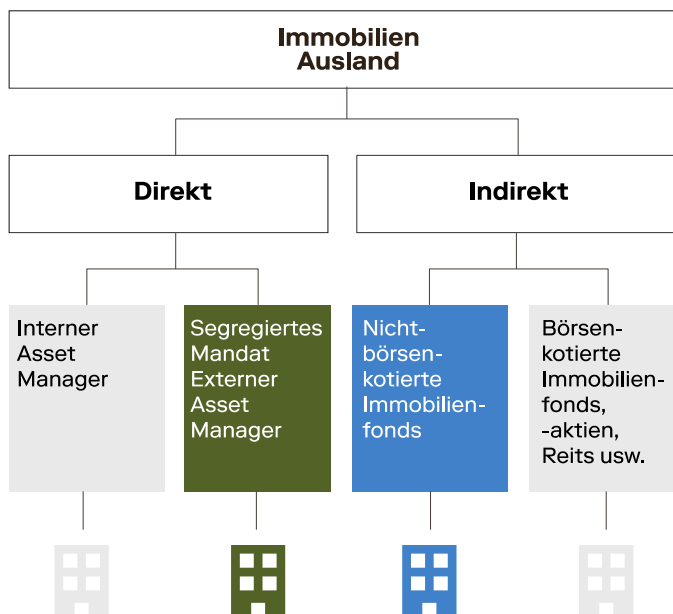 Immobilien
Ausland
Direkt
Indirekt
Interner
Asset
Manager
Segregiertes
Mandat
Externer
Asset
Manager
Nicht-
börsen-
kotierte
Immobilien-
fonds
Börsen-
kotierte
Immobilien-
fonds,
-aktien,
Reits usw.